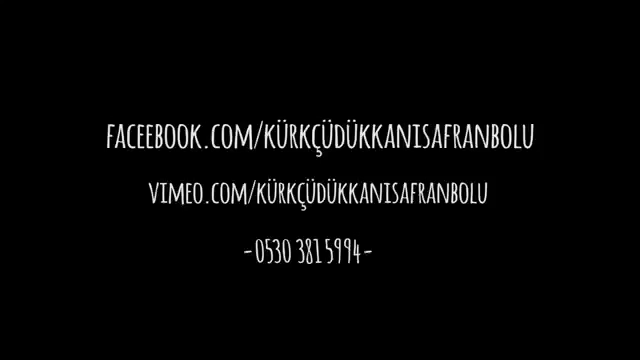 FACEEBOOK.COM/KÜRKÇÜDÜKKANISAFRANBOLU
VIMEO.COM/KÜRKÇÜDÜKKANISAFRANBOLU
-0530 381 5994-